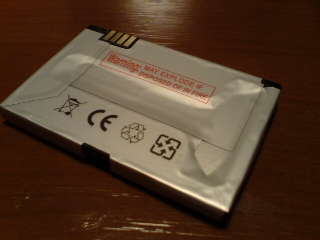 Warning: MAY EXPLODE IF
DISPOSED OF IN FIRE
CE